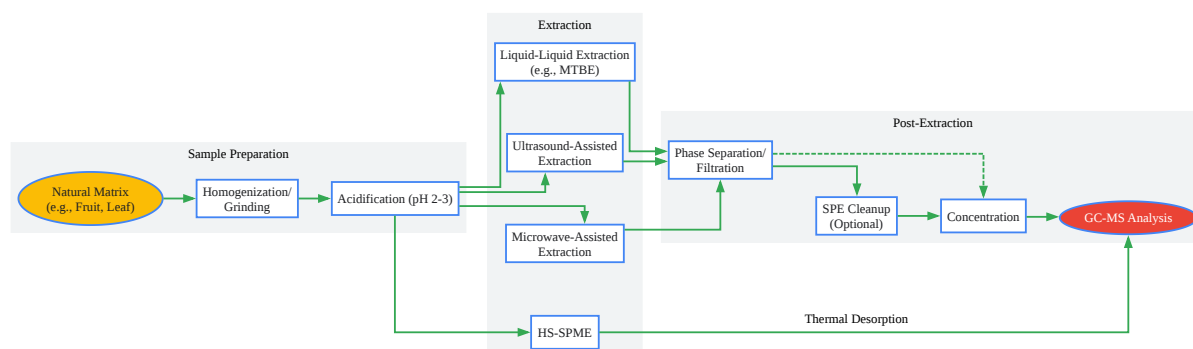 Extraction
Liquid-Liquid Extraction
(e.g., MTBE)
Post-Extraction
Sample Preparation
Ultrasound-Assisted
Extraction
Phase Separation/
Filtration
Natural Matrix
(e.g., Fruit, Leaf)
Homogenization/
Grinding
Acidification (pH 2-3)
SPE Cleanup
(Optional)
Concentration
GC-MS Analysis
Microwave-Assisted
Extraction
HS-SPME
Thermal Desorption